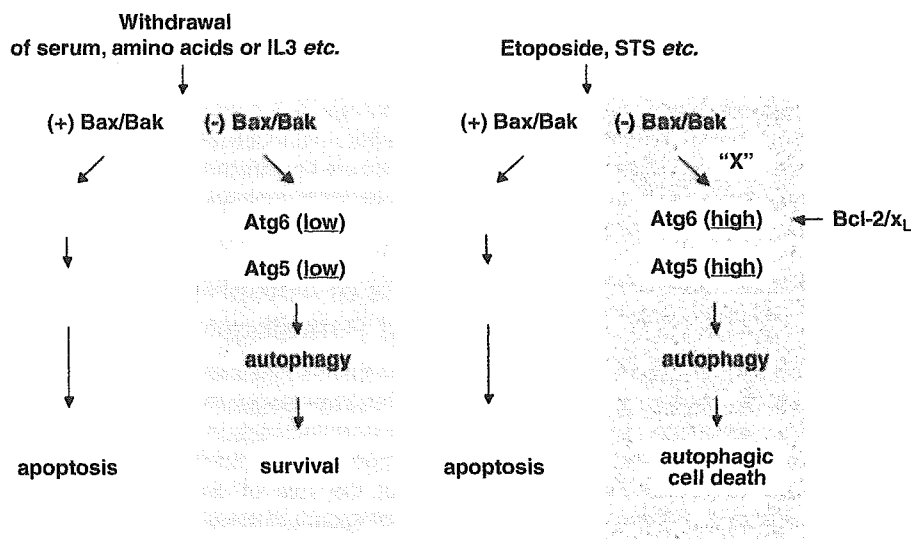 Withdrawal
of serum, amino acids or IL3 etc.
(+) Bax/Bak
(-) Bax/Bak
Atg6 (low)
Atg5 (low)
autophagy
apoptosis
survival
Etoposide, STS etc.
(+) Bax/Bak
(-) Bax/Bak
"X"
Atg6 (high)
Bcl-2/xL
Atg5 (high)
autophagy
apoptosis
autophagic
cell death